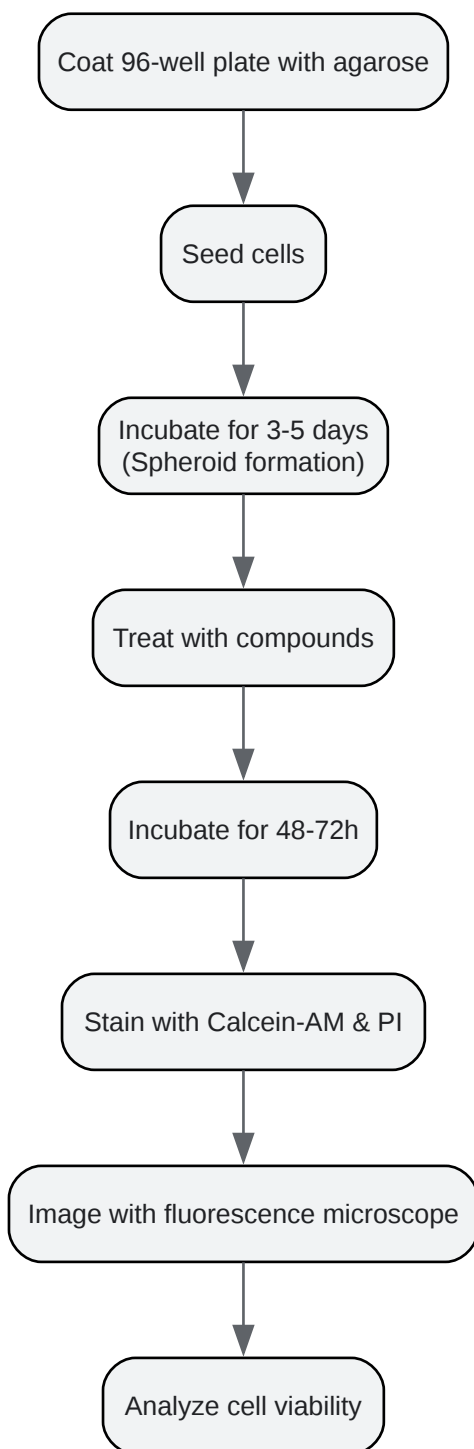 Coat 96-well plate with agarose
Seed cells
Incubate for 3-5 days
(Spheroid formation)
Treat with compounds
Incubate for 48-72h
Stain with Calcein-AM & PI
Image with fluorescence microscope
Analyze cell viability